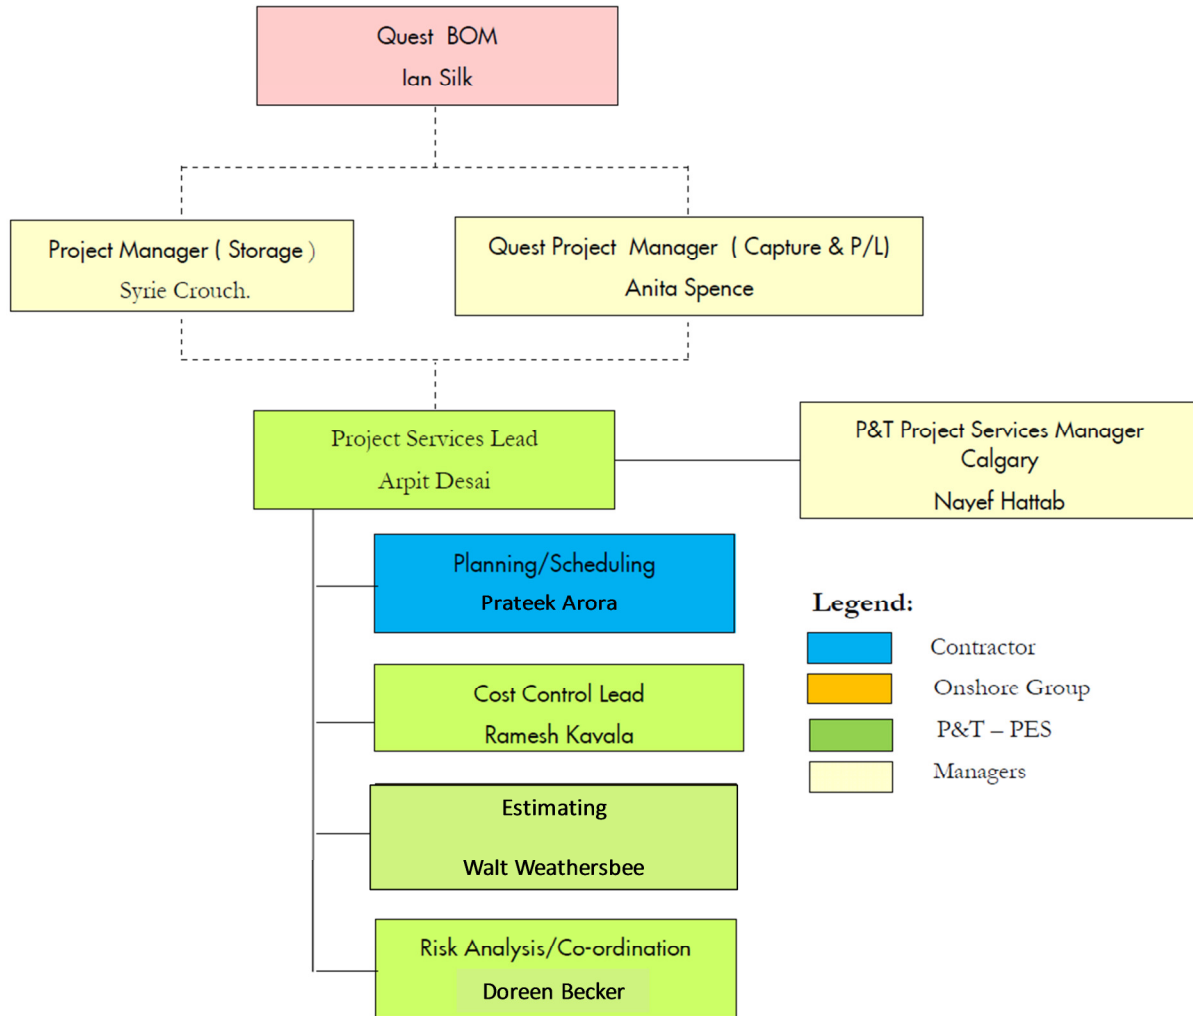 Quest BOM
Ian Silk
Project Manager ( Storage )
Syrie Crouch.
Quest Project Manager ( Capture & P/L)
Anita Spence
Project Services Lead
Arpit Desai
P&T Project Services Manager
Calgary
Nayef Hattab
Planning/Scheduling
Prateek Arora
Cost Control Lead
Ramesh Kavala
Estimating
Walt Weathersbee
Risk Analysis/Co-ordination
Doreen Becker
Legend:
Contractor
Onshore Group
P&T – PES
Managers